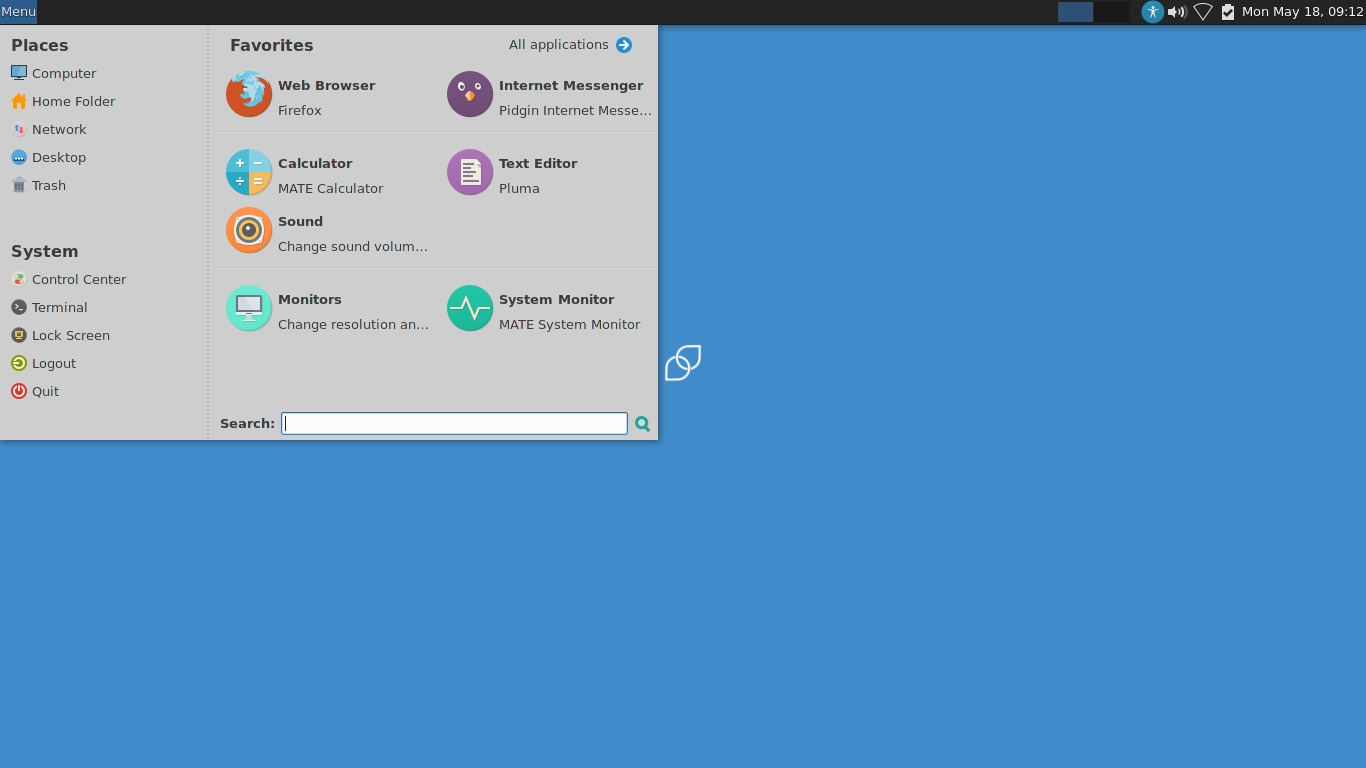 Menu
Mon May 18, 09:12
Places
Computer
Home Folder
Network
Desktop
Trash
System
Control Center
Terminal
Lock Screen
Logout
Quit
Favorites
All applications
Web Browser
Firefox
Internet Messenger
Pidgin Internet Messe...
Calculator
MATE Calculator
Text Editor
Pluma
Sound
Change sound volum...
Monitors
Change resolution an...
System Monitor
MATE System Monitor
Search: